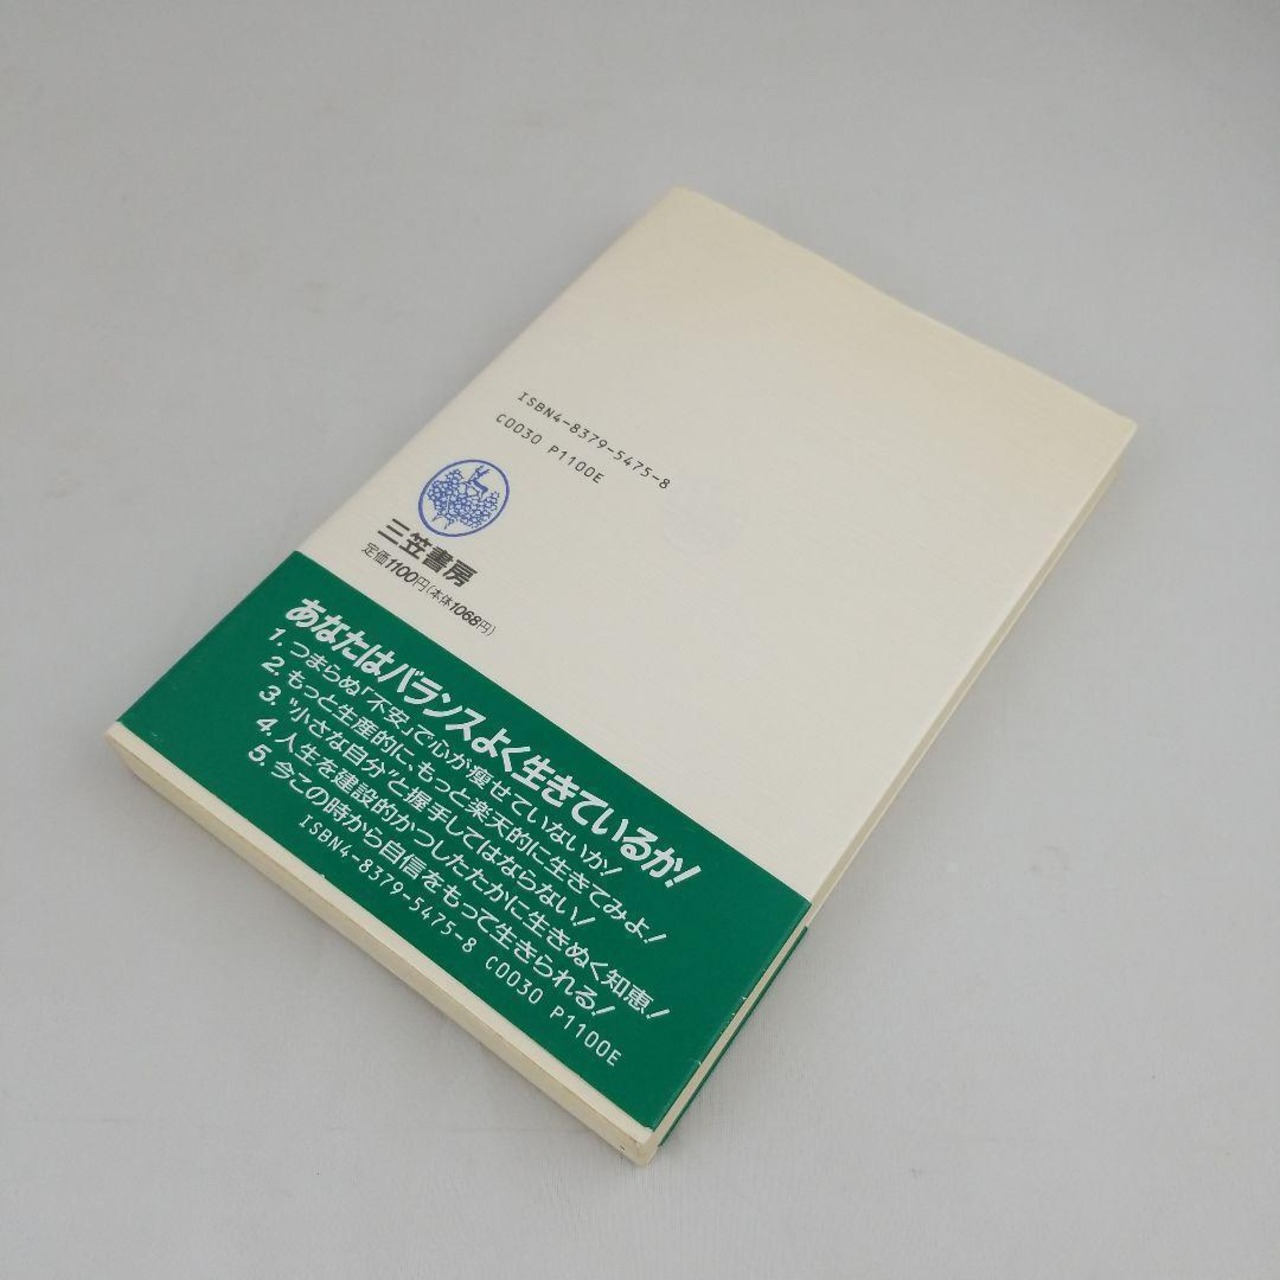 ISBN4-8379-5475-8
C0030 P1100E
三笠書房
定価1100円(本体1068円)
あなたはバランスよく生きているか!
1. つまらぬ「不安」で心が痩せていないか!
2. もっと生産的に、もっと楽天的に生きてみよ!
3. "小さな自分"と握手してはならない!
4. 人生を建設的かつしたたかに生きぬく知恵!
5. 今この時から自信をもって生きられる!
ISBN4-8379-5475-8 C0030 P1100E